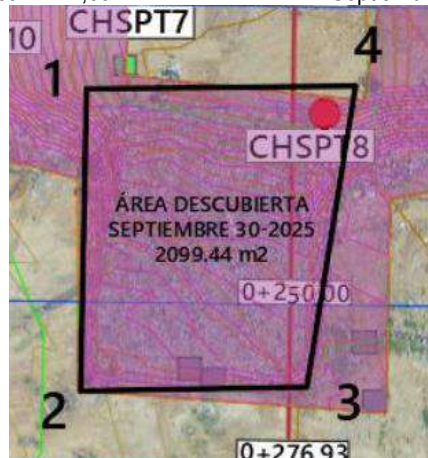 CHSPT7
10
1
4
CHSPT8
ÁREA DESCUBIERTA
SEPTIEMBRE 30-2025
2099.44 m2
0+250.00
2
3
0+276.93